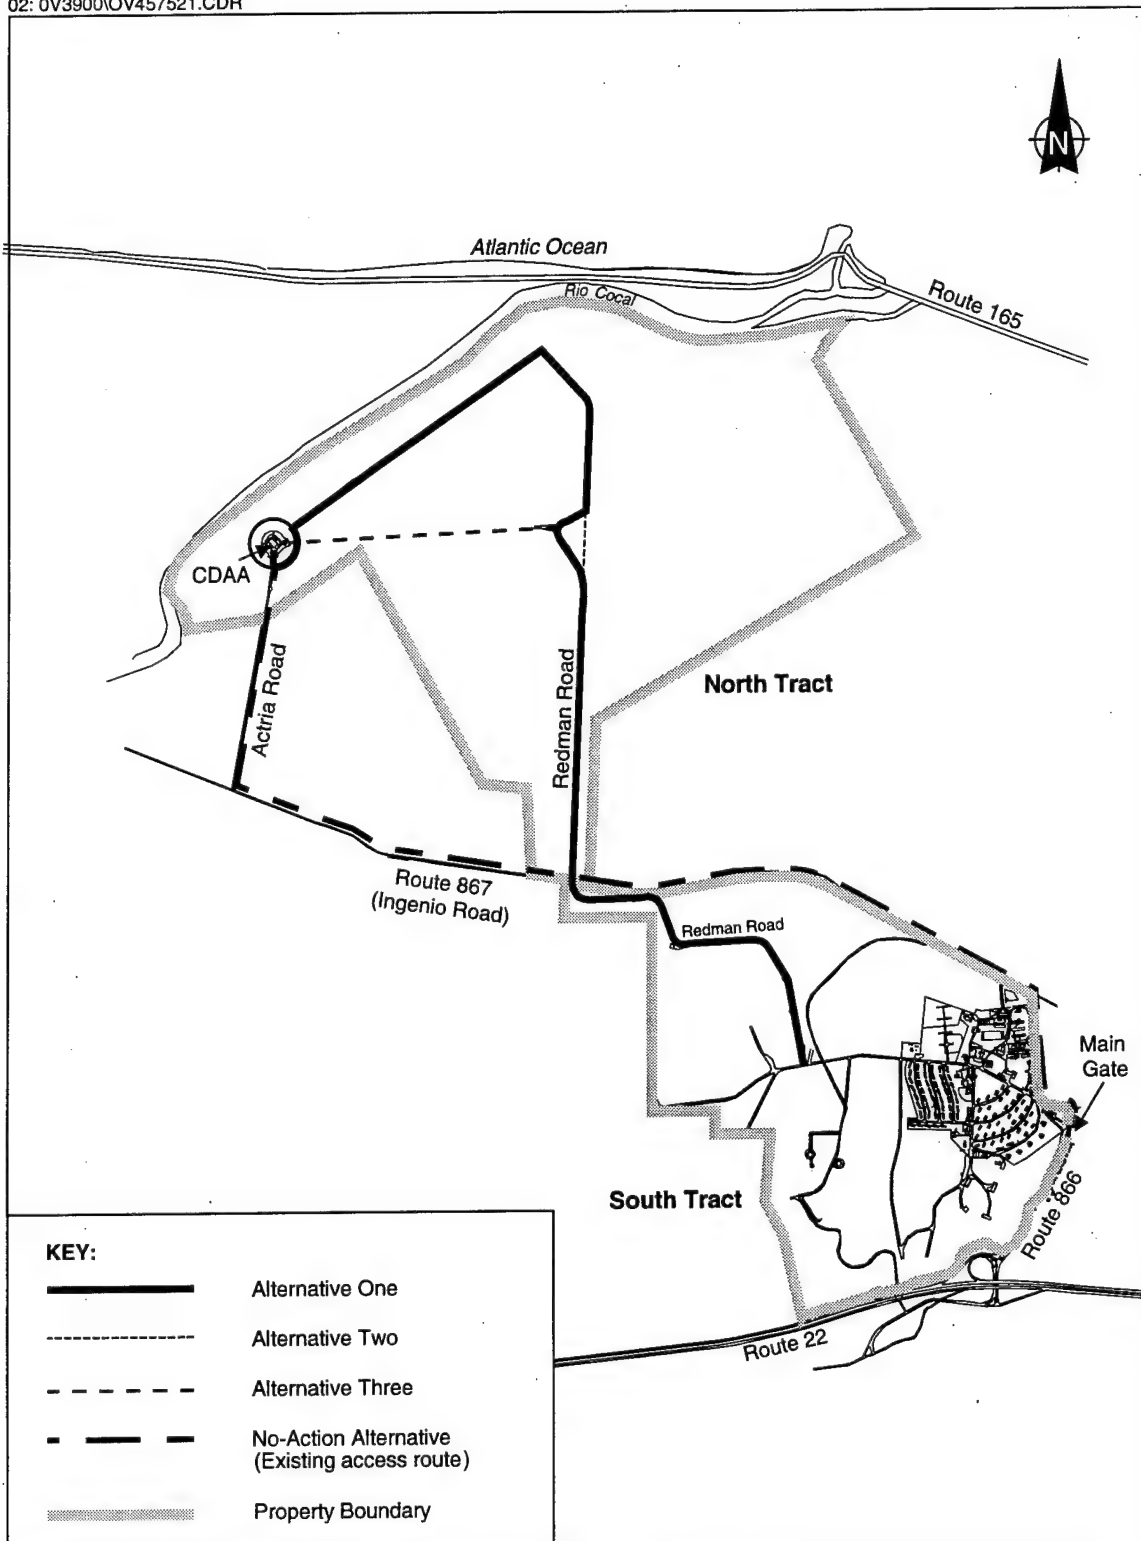 02: 0V3900\OV457521.CDR
N
Atlantic Ocean
Rio Cocal
Route 165
CDAA
Actria Road
Redman Road
North Tract
Route 867
(Ingenio Road)
Redman Road
Main
Gate
South Tract
Route 866
Route 22
KEY:
Alternative One
Alternative Two
Alternative Three
No-Action Alternative
(Existing access route)
Property Boundary